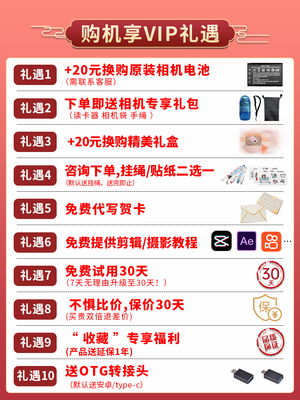 购机享VIP礼遇
礼遇1
+20元换购原装相机电池
（需联系客服）
礼遇2
下单即送相机专享礼包
（读卡器 相机袋 手绳 ）
礼遇3
+20元换购精美礼盒
礼遇4
咨询下单,挂绳/贴纸二选一
(默认送挂绳，送完即止)
礼遇5
免费代写贺卡
礼遇6
免费提供剪辑/摄影教程
Ae
...
礼遇7
免费试用30天
（7天无理由升级至30天！）
30天
礼遇8
不惧比价,保价30天
（买贵双倍退差价）
保
礼遇9
“ 收藏 ” 专享福利
(产品送延保1年)
品质保证
礼遇10
送OTG转接头
（默认送安卓/type-c）